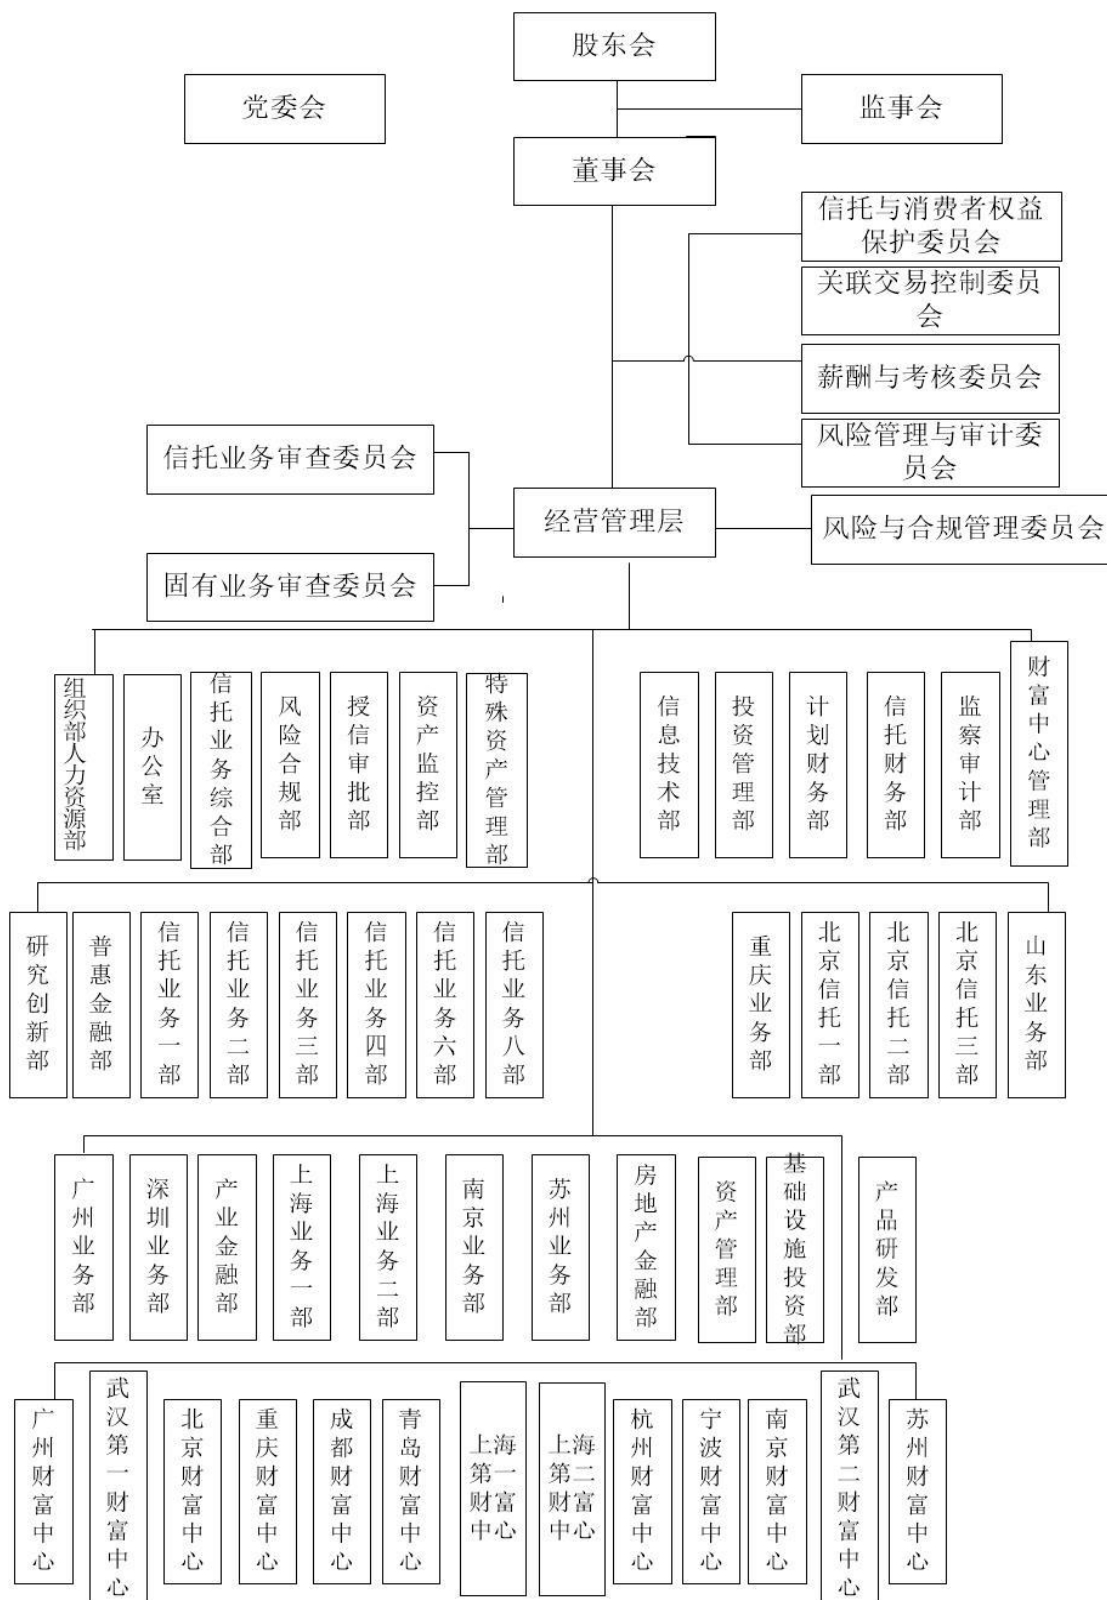 股东会
党委会
监事会
董事会
信托与消费者权益
保护委员会
关联交易控制委员
会
薪酬与考核委员会
风险管理与审计委
员会
信托业务审查委员会
经营管理层
风险与合规管理委员会
固有业务审查委员会
组织部人力资源部
办公室
信托业务综合部
风险合规部
授信审批部
资产监控部
特殊资产管理部
信息技术部
投资管理部
计划财务部
信托财务部
监察审计部
财富中心管理部
研究创新部
普惠金融部
信托业务一部
信托业务二部
信托业务三部
信托业务四部
信托业务六部
信托业务八部
重庆业务部
北京信托一部
北京信托二部
北京信托三部
山东业务部
广州业务部
深圳业务部
产业金融部
上海业务一部
上海业务二部
南京业务部
苏州业务部
房地产金融部
资产管理部
基础设施投资部
产品研发部
广州财富中心
武汉第一财富中心
北京财富中心
重庆财富中心
成都财富中心
青岛财富中心
上海
第一
财富
中心
上海
第二
财富
中心
杭州财富中心
宁波财富中心
南京财富中心
武汉第二财富中心
苏州财富中心